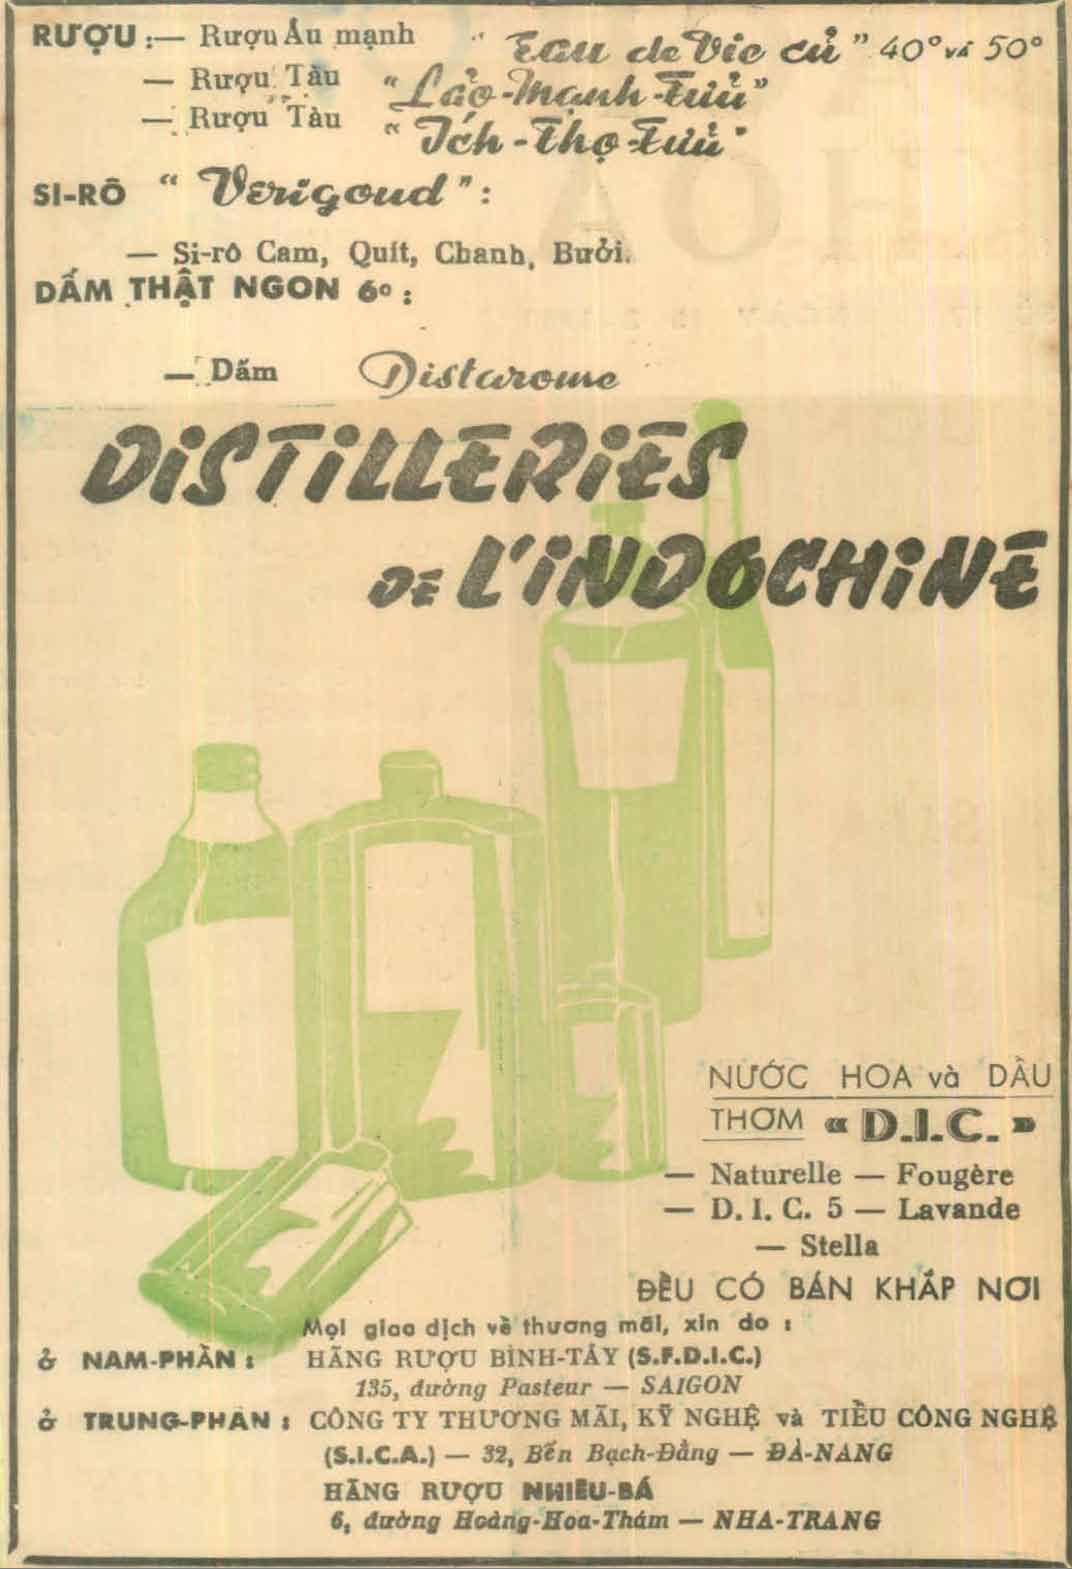 RƯỢU :— Rượu Âu mạnh " Eau de Vie củ " 40° và 50°
— Rượu Tàu " Lảo-Mạnh-Tửu "
— Rượu Tàu " Ích-Thọ-Tửu "
SI-RÔ " Verigoud " :
— Si-rô Cam, Quít, Chanh, Bưởi.
DẤM THẬT NGON 6° :
— Dấm Distarome
DISTILLERIES
DE L'INDOCHINE
NƯỚC HOA và DẦU
THƠM « D.I.C. »
— Naturelle — Fougère
— D. I. C. 5 — Lavande
— Stella
ĐỀU CÓ BÁN KHẮP NƠI
Mọi giao dịch về thương mãi, xin do :
ở NAM-PHẦN : HÃNG RƯỢU BÌNH-TÂY (S.F.D.I.C.)
135, đường Pasteur — SAIGON
ở TRUNG-PHẦN : CÔNG TY THƯƠNG MÃI, KỸ NGHỆ và TIỀU CÔNG NGHỆ
(S.I.C.A.) — 32, Bến Bạch-Đằng — ĐÀ-NANG
HÃNG RƯỢU NHIÊU-BÁ
6, đường Hoàng-Hoa-Thám — NHA-TRANG